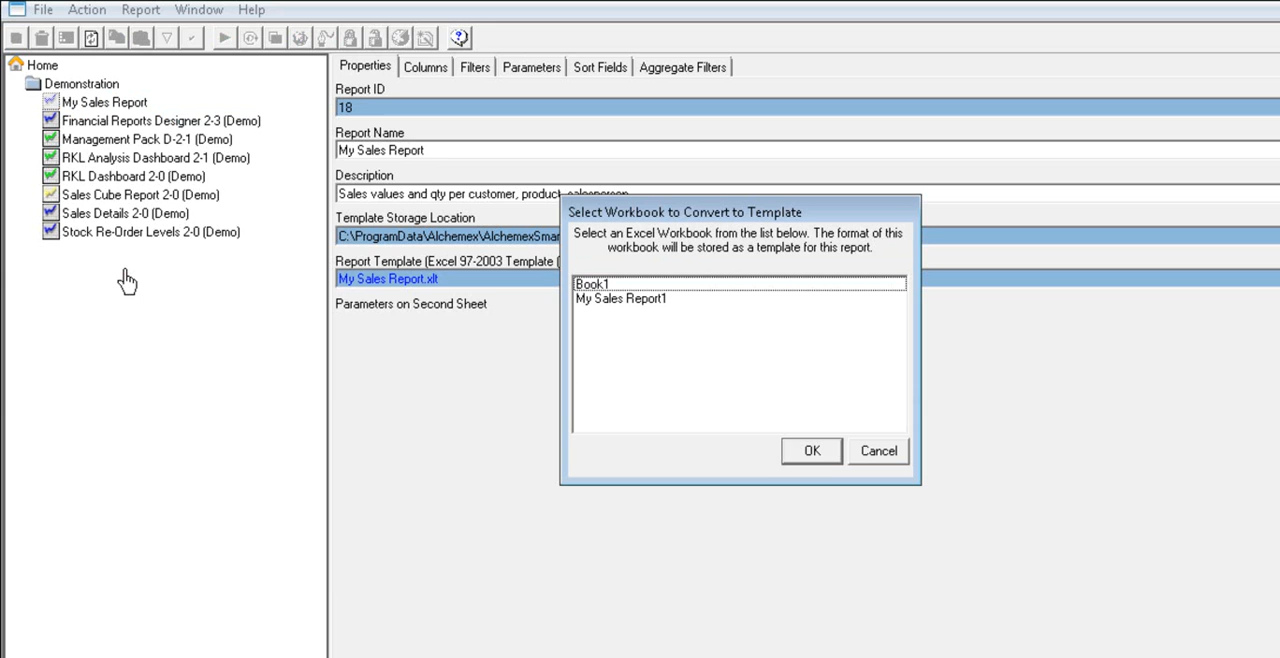 File Action Report Window Help
Home
Demonstration
My Sales Report
Financial Reports Designer 2-3 (Demo)
Management Pack D-2-1 (Demo)
RKL Analysis Dashboard 2-1 (Demo)
RKL Dashboard 2-0 (Demo)
Sales Cube Report 2-0 (Demo)
Sales Details 2-0 (Demo)
Stock Re-Order Levels 2-0 (Demo)
Properties Columns Filters Parameters Sort Fields Aggregate Filters
Report ID
18
Report Name
My Sales Report
Description
Sales values and qty per customer, product, salesperson
Template Storage Location
C:\ProgramData\Alchemex\AlchemexSmar
Report Template (Excel 97-2003 Template (
My Sales Report.xlt
Parameters on Second Sheet
Select Workbook to Convert to Template
Select an Excel Workbook from the list below. The format of this
workbook will be stored as a template for this report.
Book1
My Sales Report1
OK Cancel